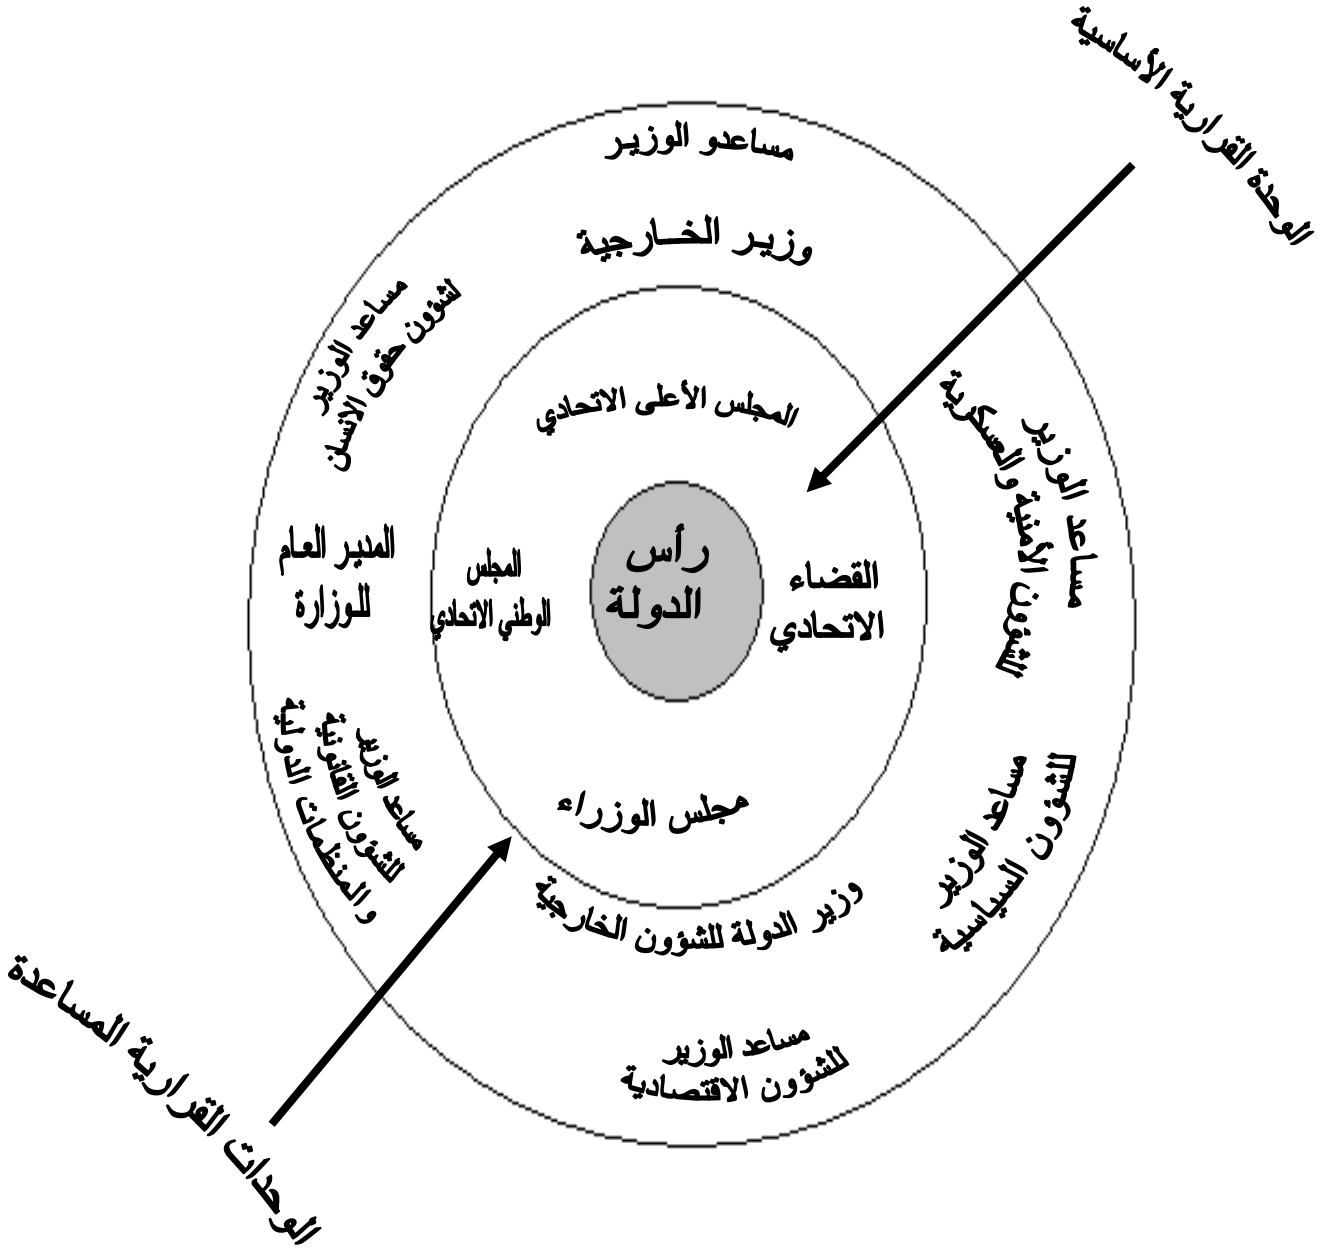 الوحدة القرارية الأساسية
مساعدو الوزير
وزير الخارجية
مساعد الوزير
لشؤون حقوق الانسان
مساعد الوزير
للشؤون الأمنية والعسكرية
المجلس الأعلى الاتحادي
المدير العام
للوزارة
المجلس
الوطني الاتحادي
رأس
الدولة
القضاء
الاتحادي
مساعد الوزير
للشؤون القانونية
والمنظمات الدولية
مساعد الوزير
للشؤون السياسية
مجلس الوزراء
وزير الدولة للشؤون الخارجية
مساعد الوزير
للشؤون الاقتصادية
الوحدات القرارية المساعدة